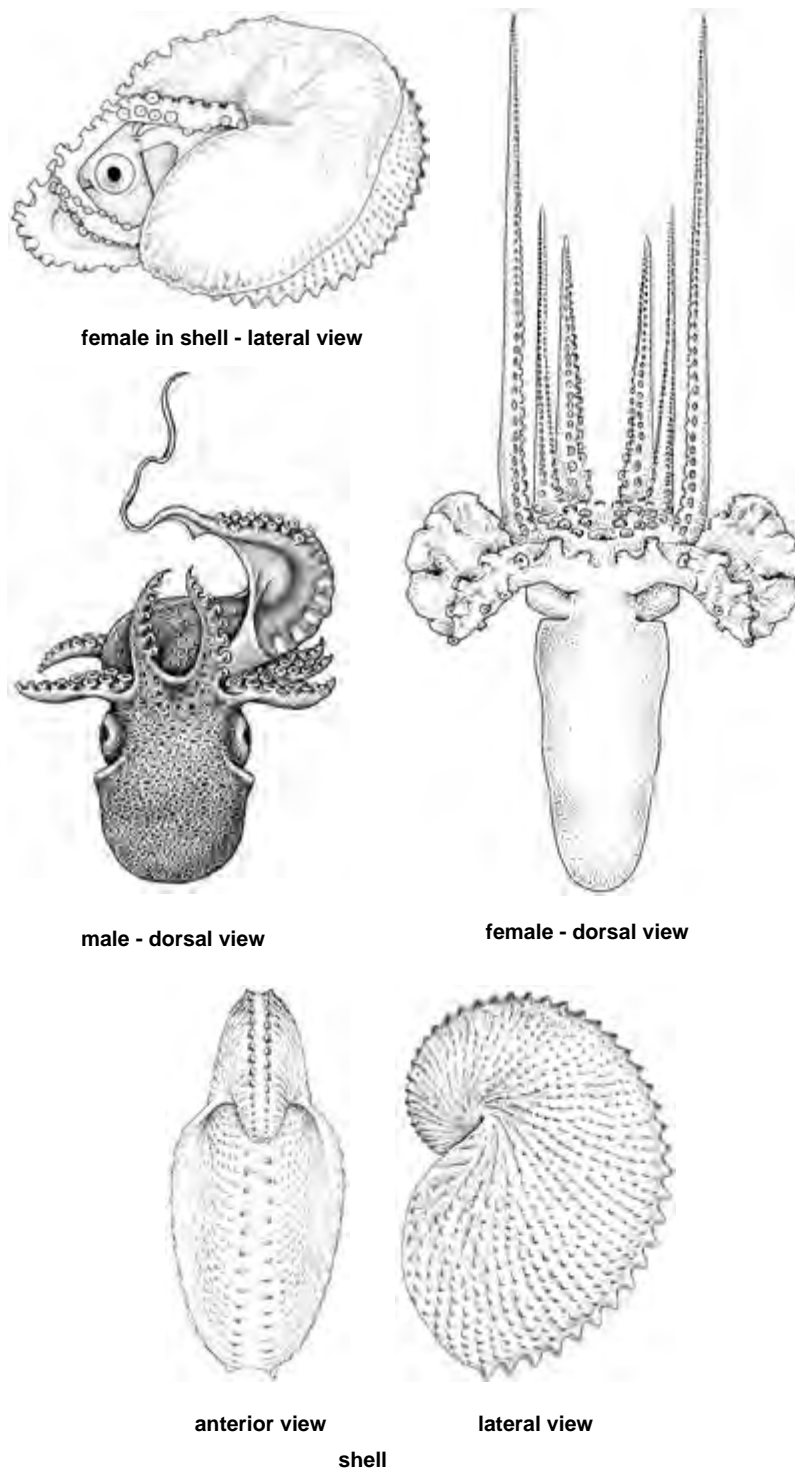 female in shell - lateral view
male - dorsal view
female - dorsal view
anterior view
lateral view
shell